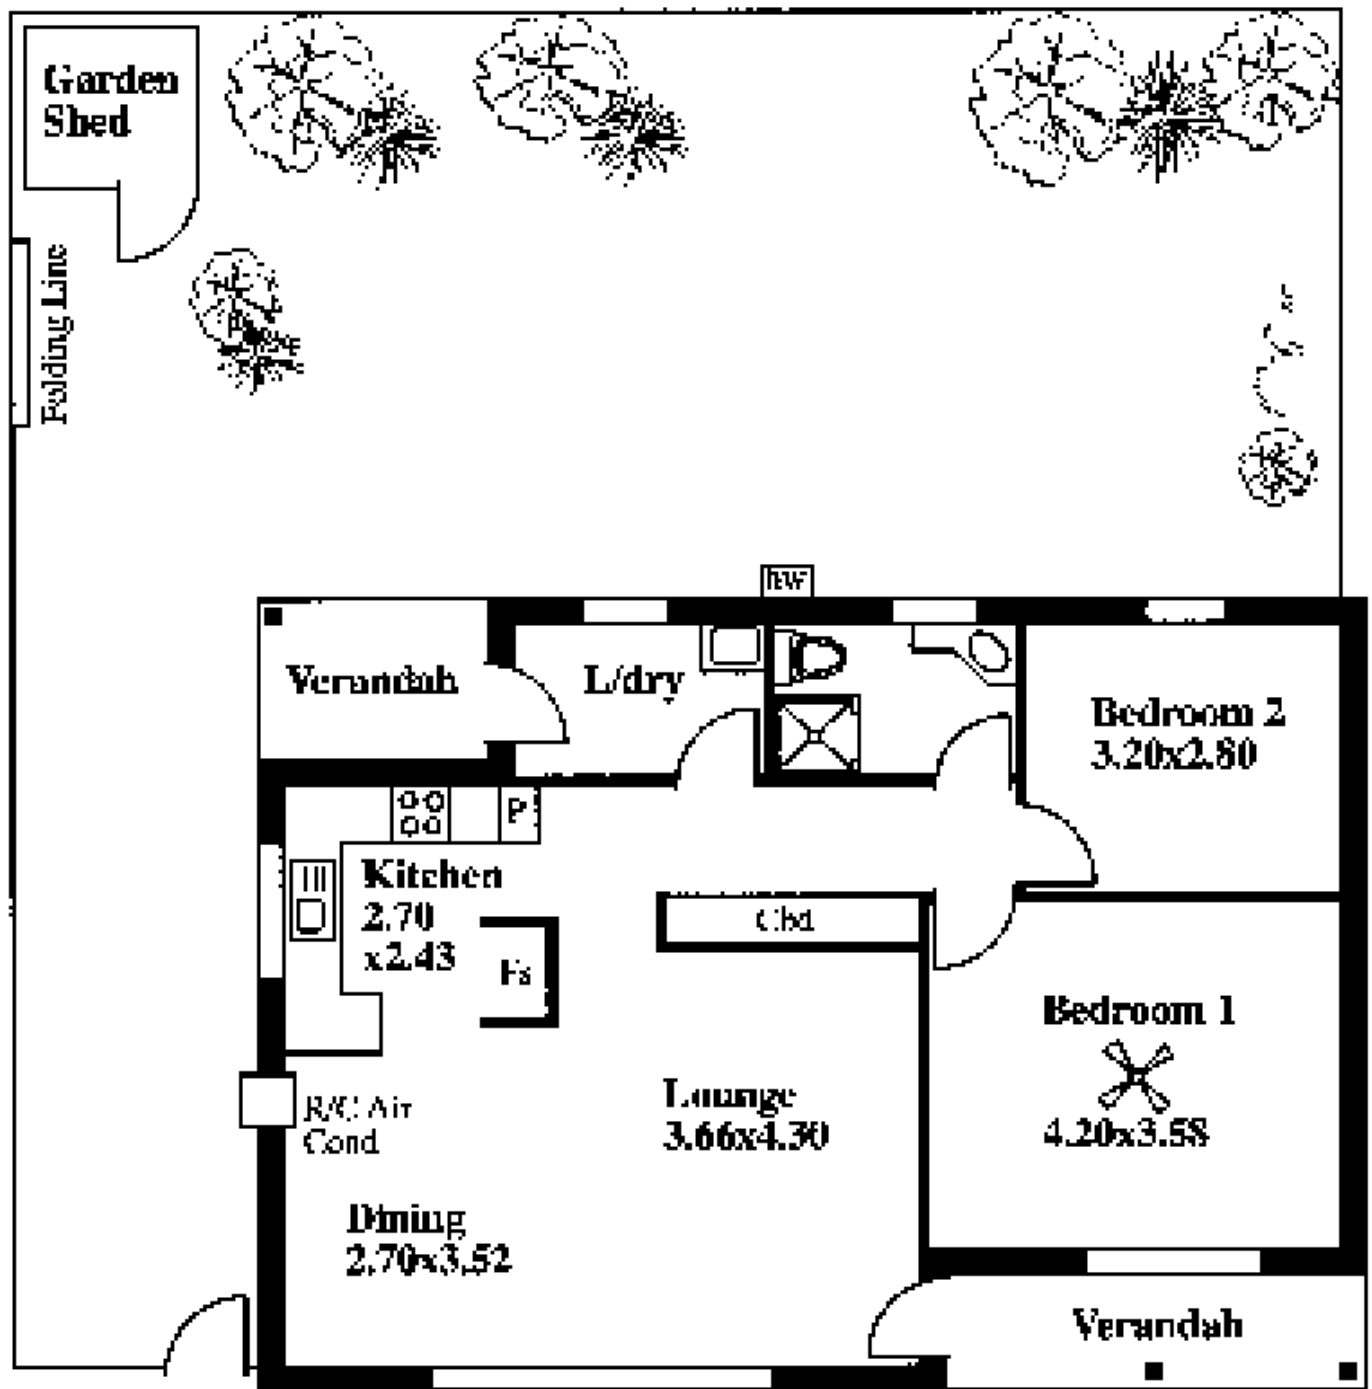 Garden
Shed
Folding Line
hw
Verandah
L/dry
Bedroom 2
3.20x2.80
P
Kitchen
2.70
x2.43
Cbd
Fs
Bedroom 1
4.20x3.58
R/C Air
Cond
Lounge
3.66x4.30
Dining
2.70x3.52
Verandah